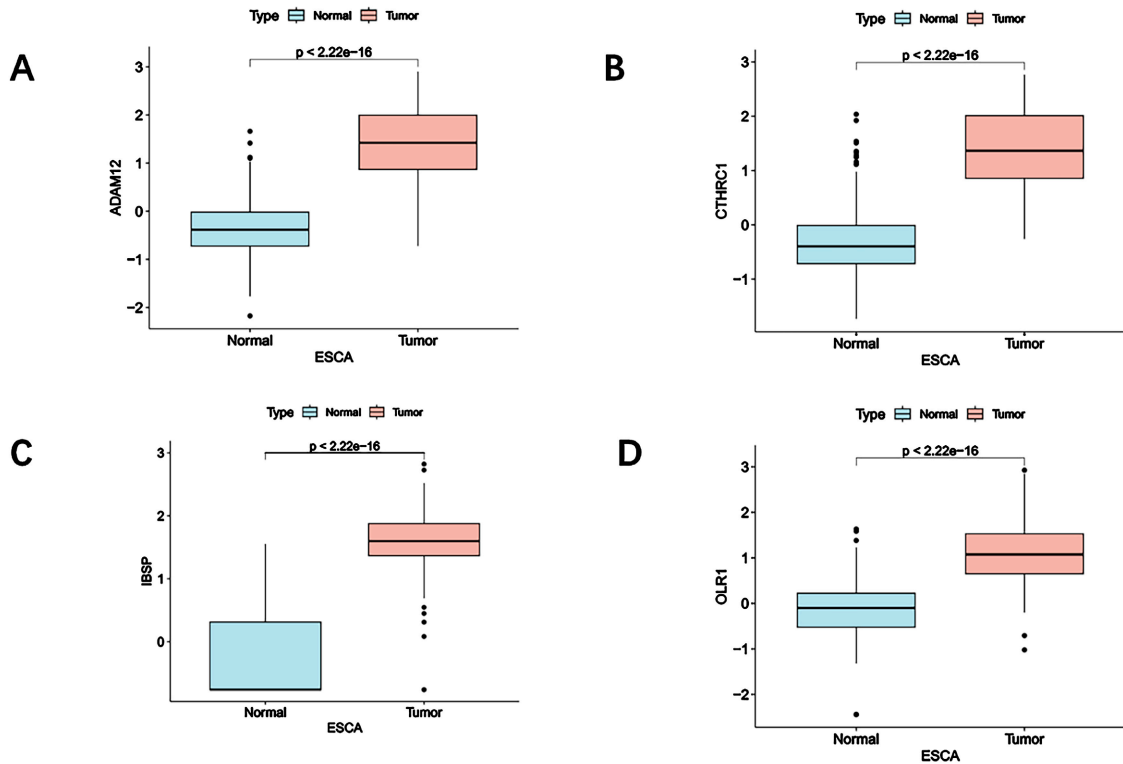 Type Normal Tumor
A
p < 2.22e−16
3
2
1
0
−1
−2
ADAM12
Normal Tumor
ESCA
Type Normal Tumor
B
p < 2.22e−16
3
2
1
0
−1
CTHRC1
Normal Tumor
ESCA
Type Normal Tumor
C
p < 2.22e−16
3
2
1
0
IBSP
Normal Tumor
ESCA
Type Normal Tumor
D
p < 2.22e−16
3
2
1
0
−1
−2
OLR1
Normal Tumor
ESCA